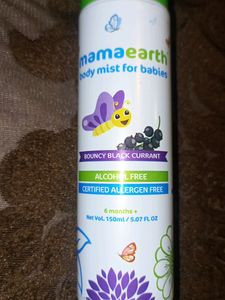 mamaearth
body mist for babies
BOUNCY BLACK CURRANT
ALCOHOL FREE
CERTIFIED ALLERGEN FREE
6 months +
Net Vol. 150ml / 5.07 FL OZ